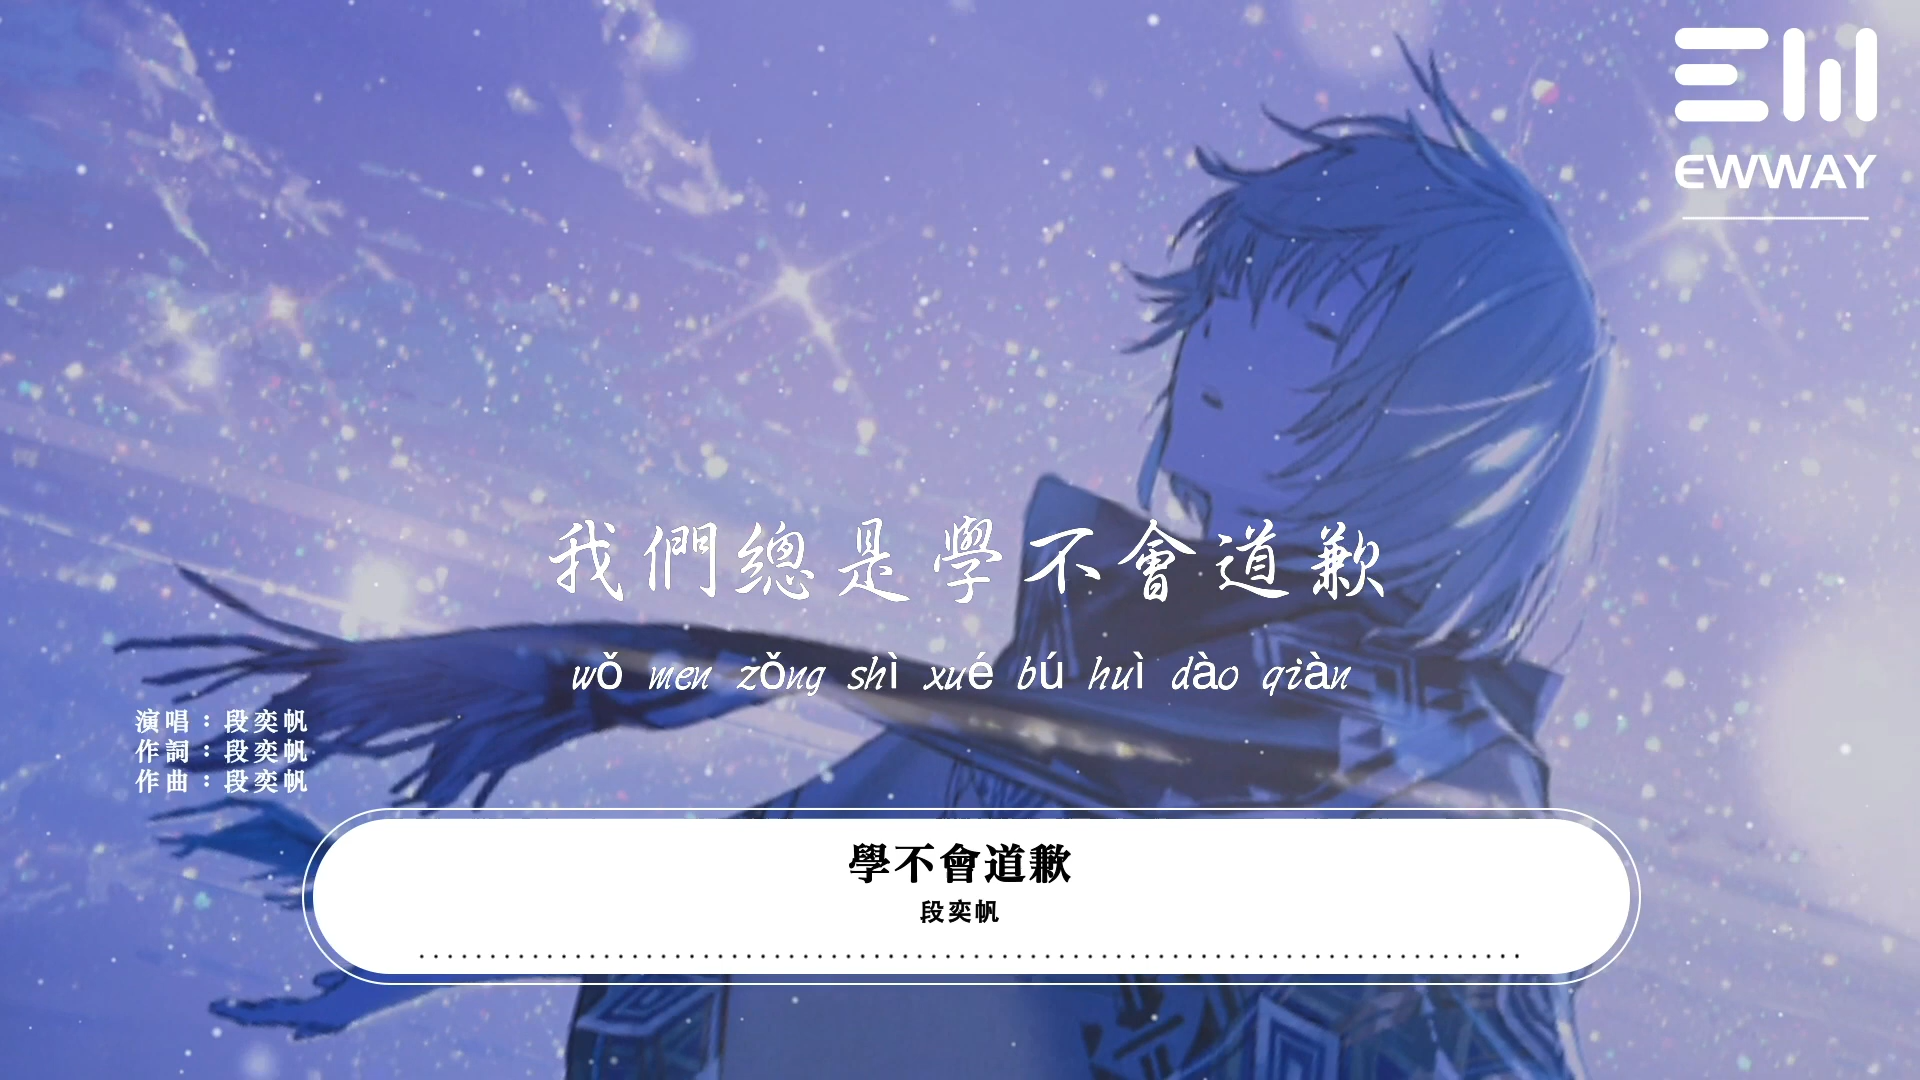 EW
EWWAY
我們總是學不會道歉
wǒ men zǒng shì xué bú huì dào qiàn
演唱：段奕帆
作詞：段奕帆
作曲：段奕帆
學不會道歉
段奕帆